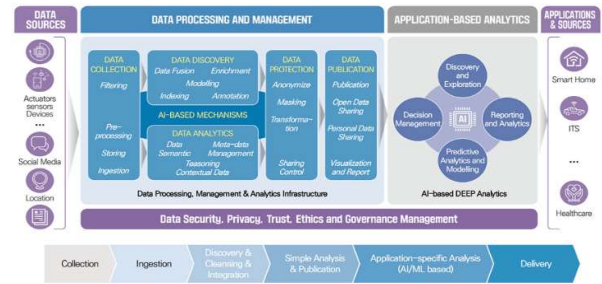 DATA
SOURCES
Actuators
sensors
Devices
...
Social Media
Location
DATA PROCESSING AND MANAGEMENT
DATA
COLLECTION
Filtering
Pre-
processing
Storing
Ingestion
DATA DISCOVERY
Data Fusion Enrichment
Modelling
Indexing Annotation
AI-BASED MECHANISMS
DATA ANALYTICS
Data Meta-data
Semantic Management
Teasoning
Contextual Data
DATA
PROTECTION
Anonymize
Masking
Transforma-
tion
Sharing
Control
DATA
PUBLICATION
Publication
Open Data
Sharing
Personal Data
Sharing
Visualization
and Report
Data Processing, Management & Analytics Infrastructure
APPLICATION-BASED ANALYTICS
Discovery
and
Exploration
Decision
Management
AI
Reporting
and Analytics
Predictive
Analytics and
Modelling
AI-based DEEP Analytics
APPLICATIONS
& SOURCES
Smart Home
ITS
...
Healthcare
Data Security, Privacy, Trust, Ethics and Governance Management
Collection
Ingestion
Discovery &
Cleansing &
Integration
Simple Analysis
& Publication
Application-specific Analysis
(AI/ML based)
Delivery